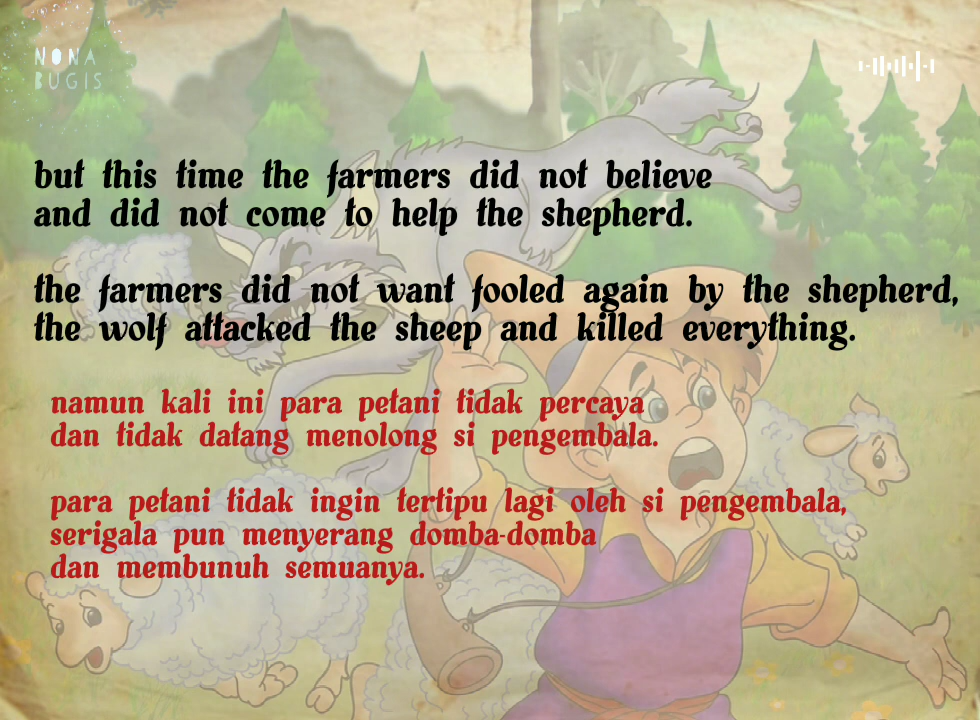 NONA
BUGIS
but this time the farmers did not believe
and did not come to help the shepherd.
the farmers did not want fooled again by the shepherd,
the wolf attacked the sheep and killed everything.
namun kali ini para petani tidak percaya
dan tidak datang menolong si pengembala.
para petani tidak ingin tertipu lagi oleh si pengembala,
serigala pun menyerang domba-domba
dan membunuh semuanya.